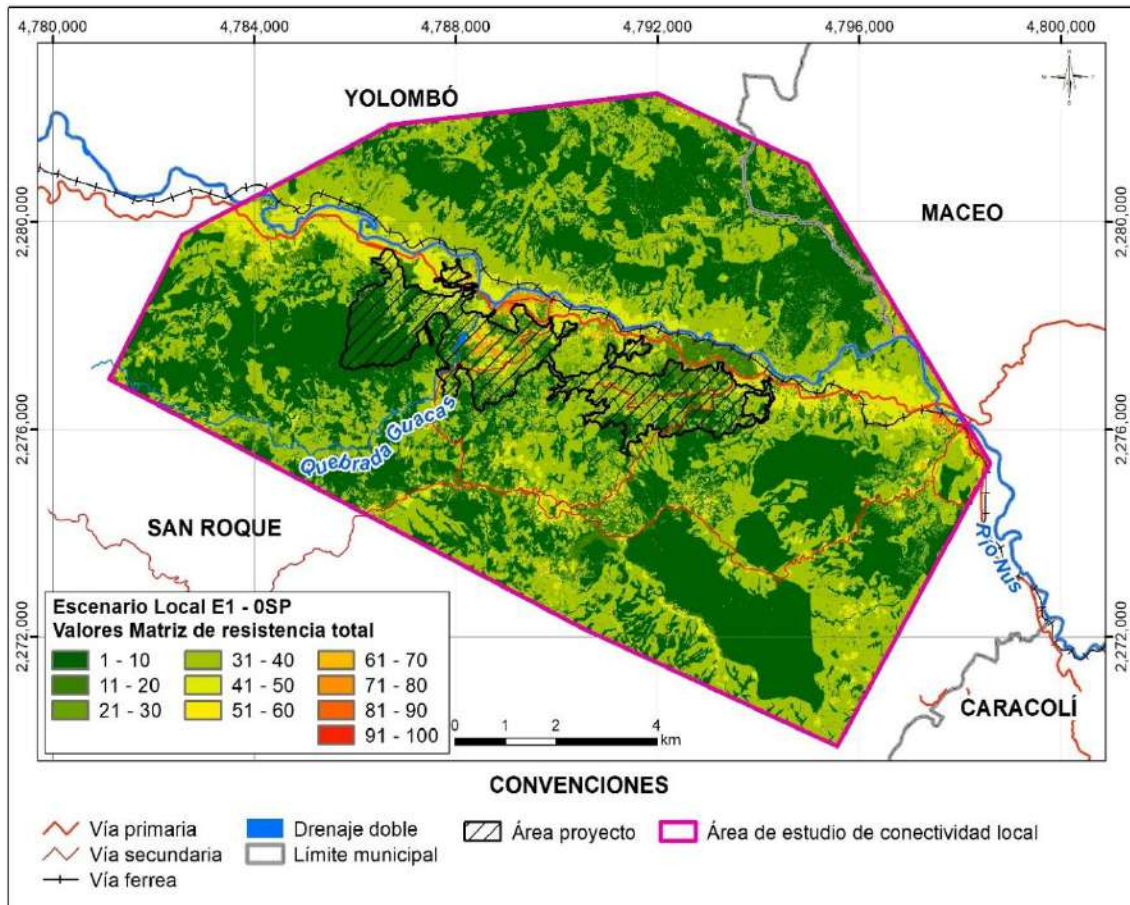 4,780,000 4,784,000 4,788,000 4,792,000 4,796,000 4,800,000
YOLOMBÓ
MACEO
2,280,000 2,280,000
2,276,000 2,276,000
Quebrada Guacas
SAN ROQUE
Río Nus
2,272,000 2,272,000
CARACOLÍ
Escenario Local E1 - 0SP
Valores Matriz de resistencia total
1 - 10 31 - 40 61 - 70
11 - 20 41 - 50 71 - 80
21 - 30 51 - 60 81 - 90
91 - 100
0 1 2 4
km
CONVENCIONES
Vía primaria Drenaje doble Área proyecto Área de estudio de conectividad local
Vía secundaria Límite municipal
Vía ferrea